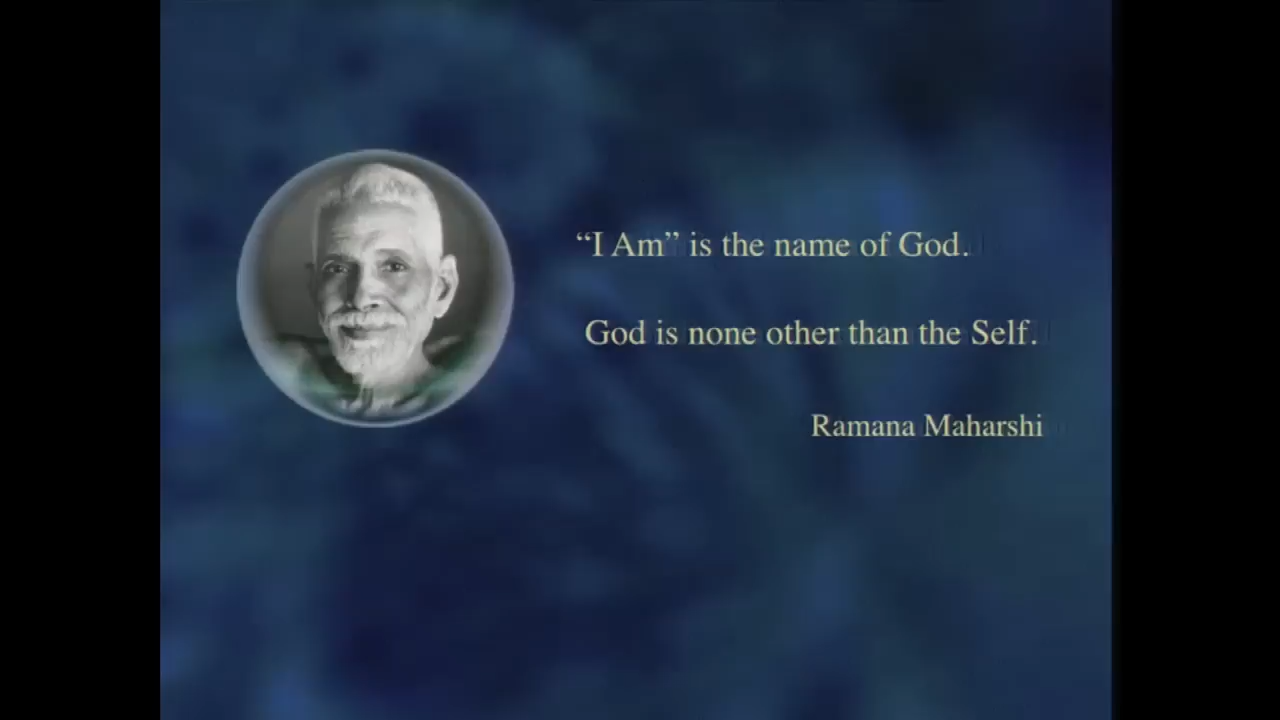 “I Am” is the name of God.
God is none other than the Self.
Ramana Maharshi